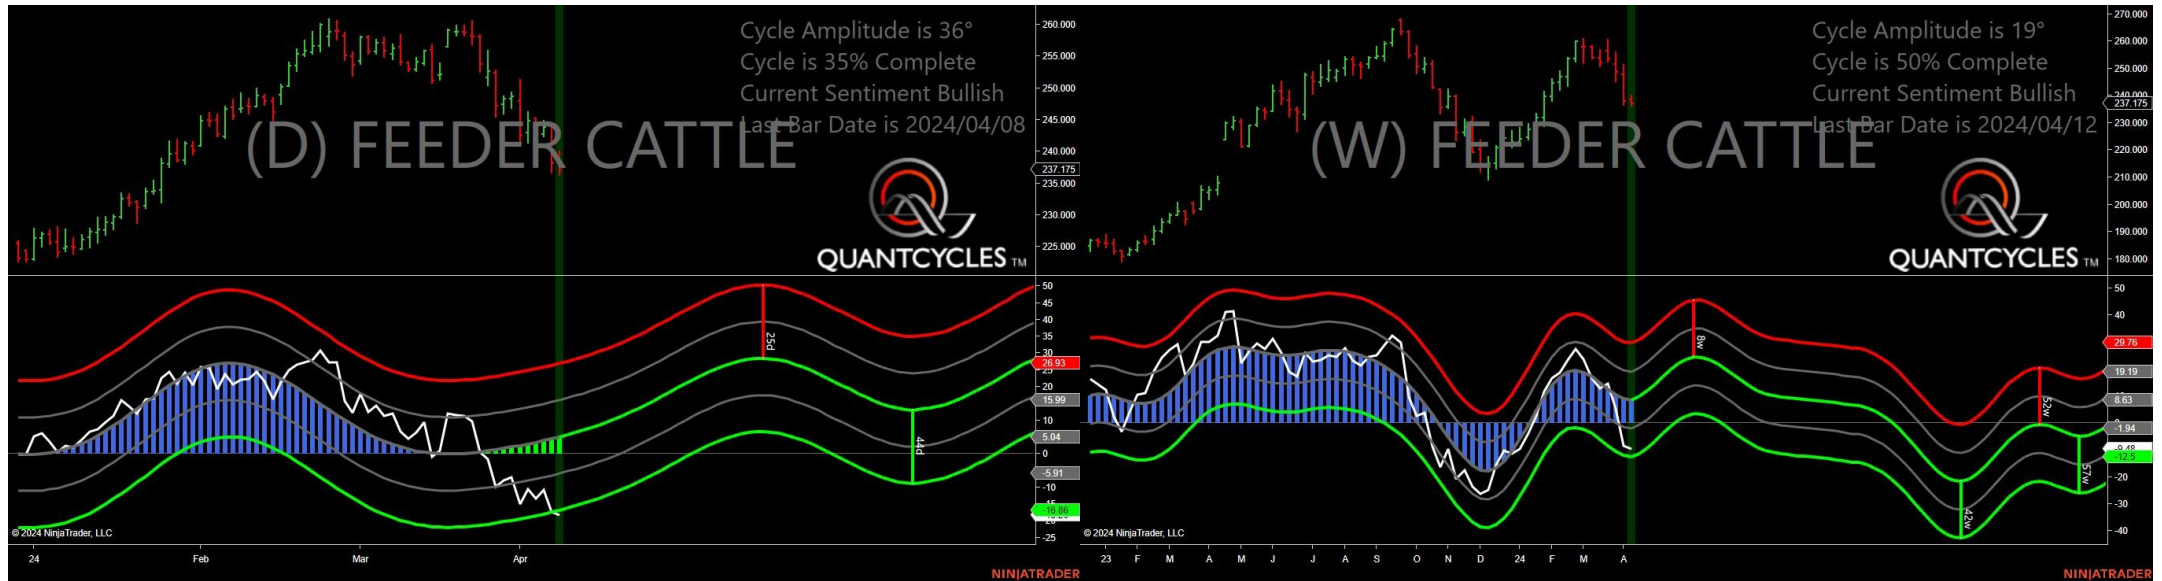 Cycle Amplitude is 36°
Cycle is 35% Complete
Current Sentiment Bullish
Last Bar Date is 2024/04/08
(D) FEEDER CATTLE
QUANTCYCLES TM
260.000
255.000
250.000
245.000
240.000
237.175
235.000
230.000
225.000
50
45
40
35
30
26.93
25
20
15.99
10
5.04
0
-5.91
-10
-16.86
-25
25d
44d
© 2024 NinjaTrader, LLC
24 Feb Mar Apr
NINJATRADER
Cycle Amplitude is 19°
Cycle is 50% Complete
Current Sentiment Bullish
Last Bar Date is 2024/04/12
(W) FEEDER CATTLE
QUANTCYCLES TM
270.000
260.000
250.000
240.000
237.175
230.000
220.000
210.000
200.000
190.000
180.000
50
40
29.76
19.19
8.63
-1.94
-12.5
-20
-30
-40
8w
42w
52w
57w
© 2024 NinjaTrader, LLC
23 F M A M J J A S O N D 24 F M A
NINJATRADER